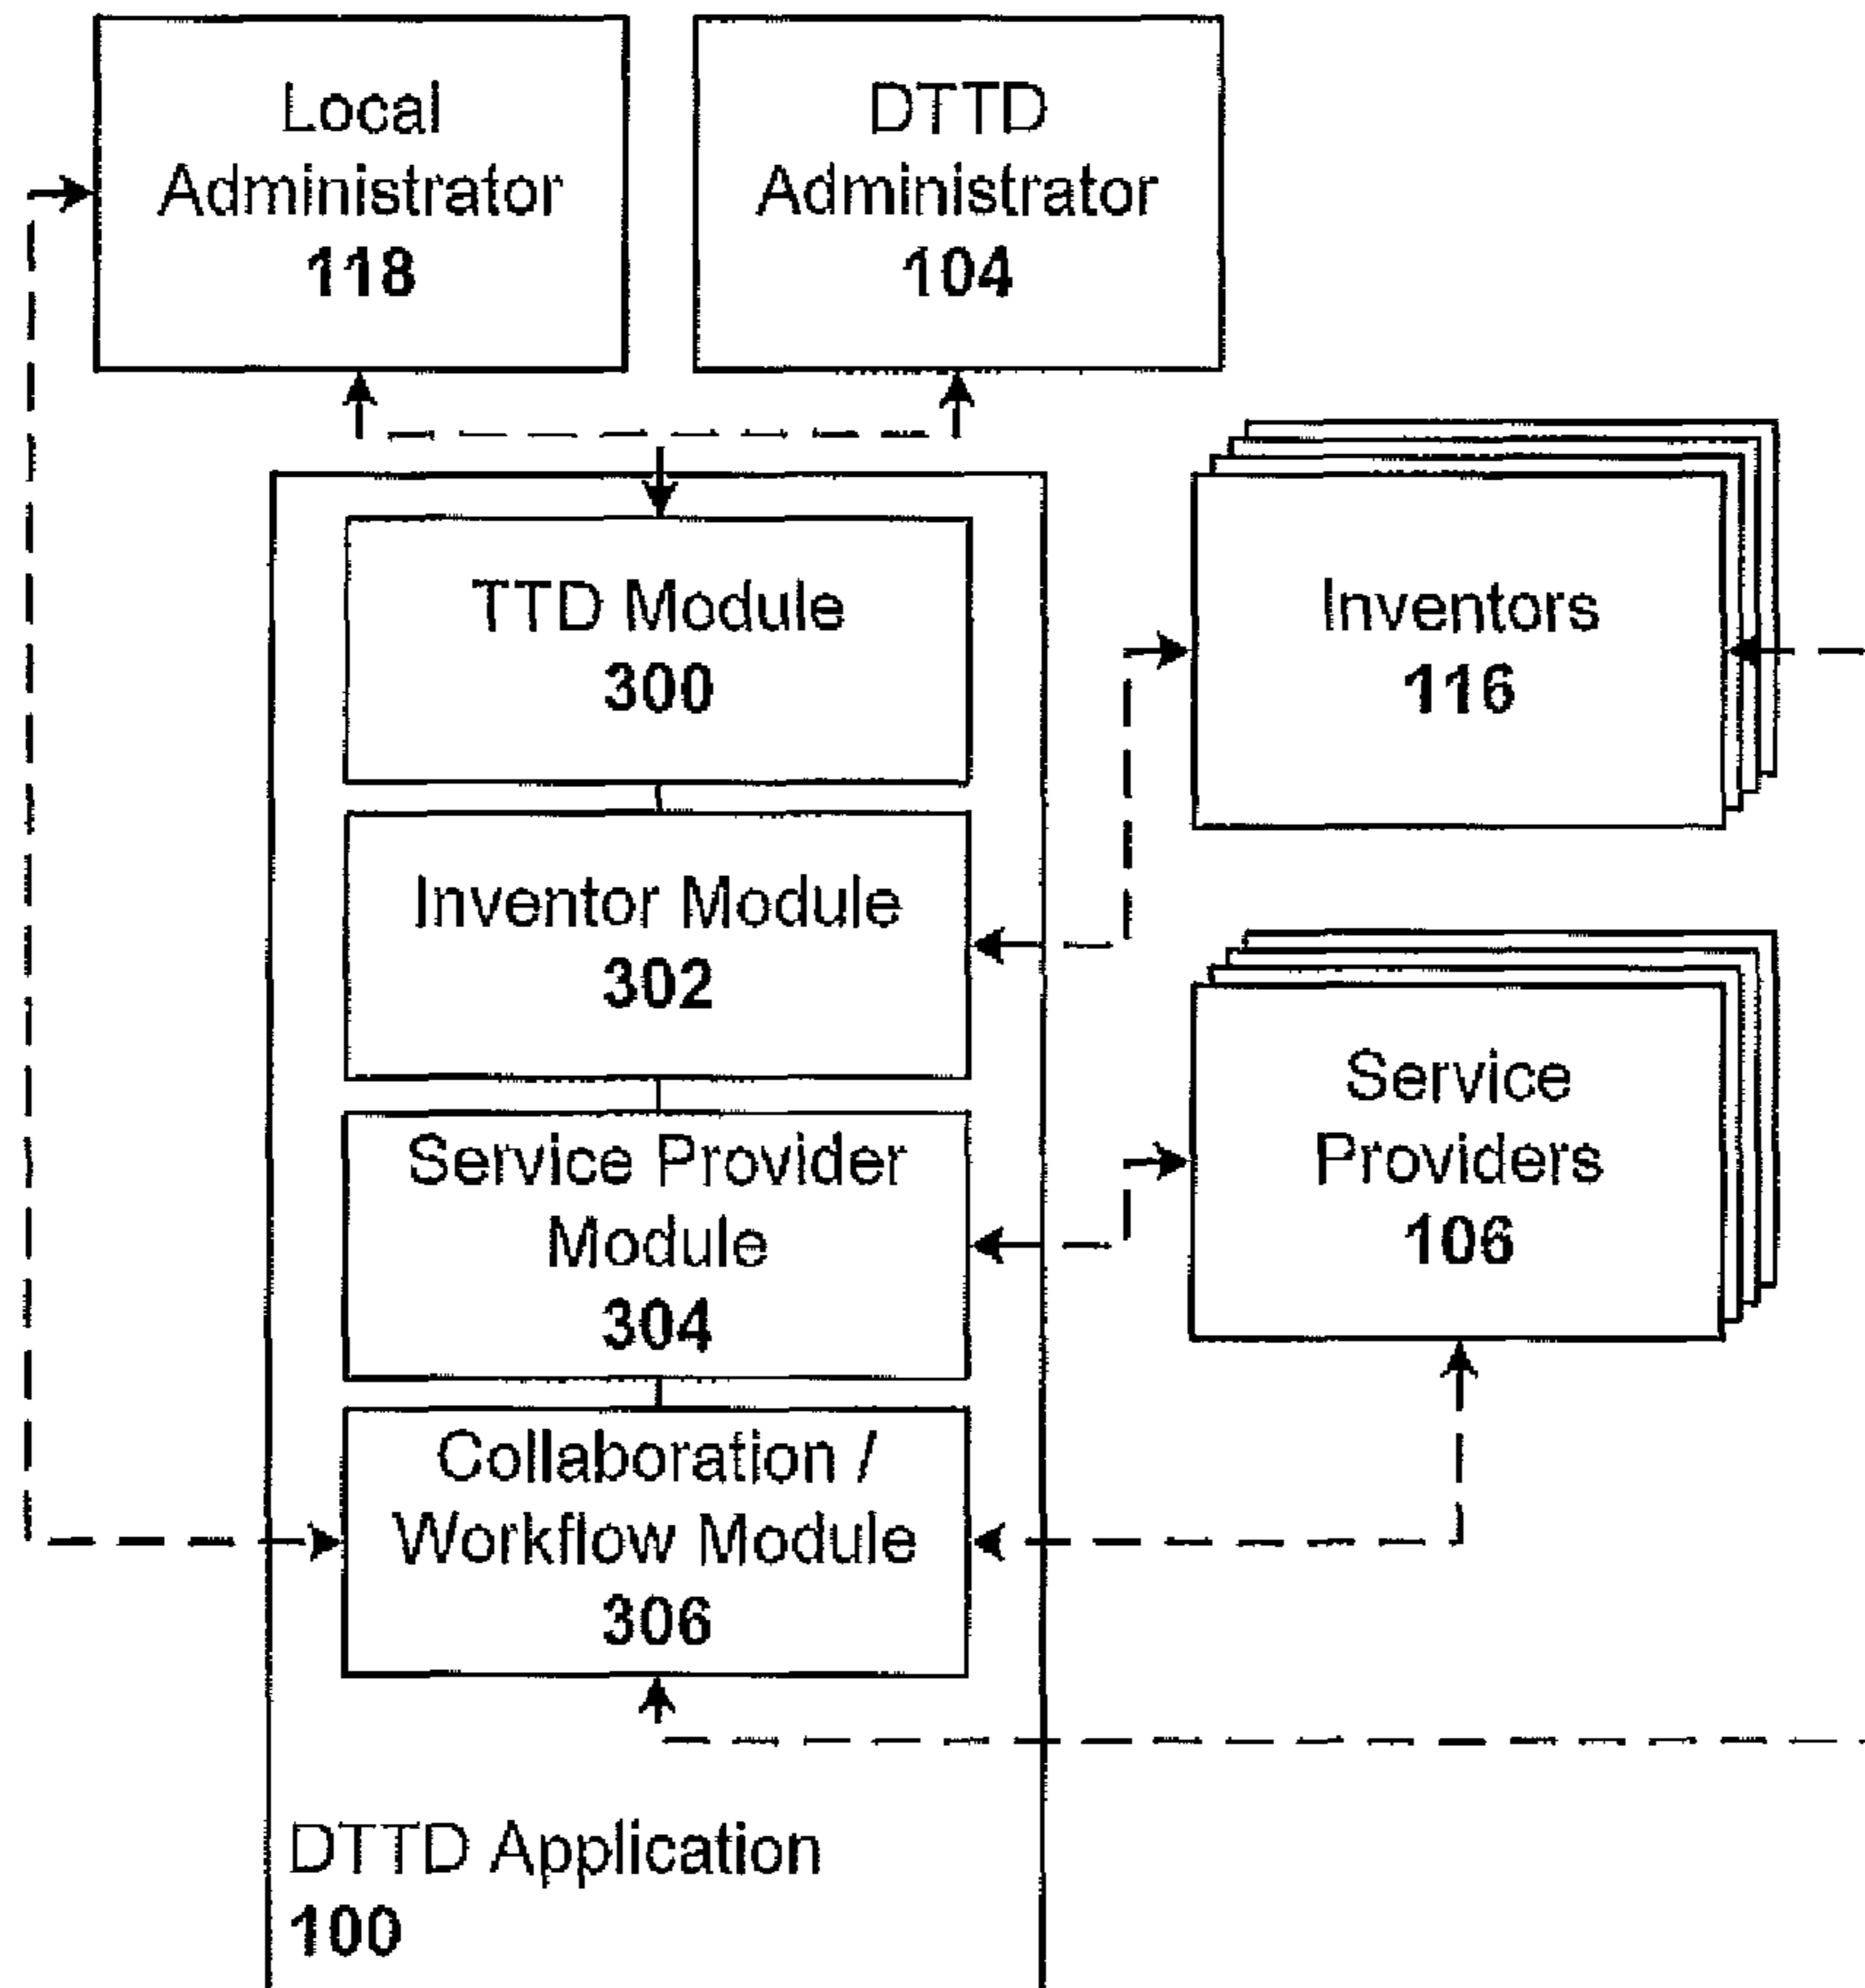 Local
Administrator
118
DTTD
Administrator
104
TTD Module
300
Inventors
116
Inventor Module
302
Service
Providers
106
Service Provider
Module
304
Collaboration /
Workflow Module
306
DTTD Application
100